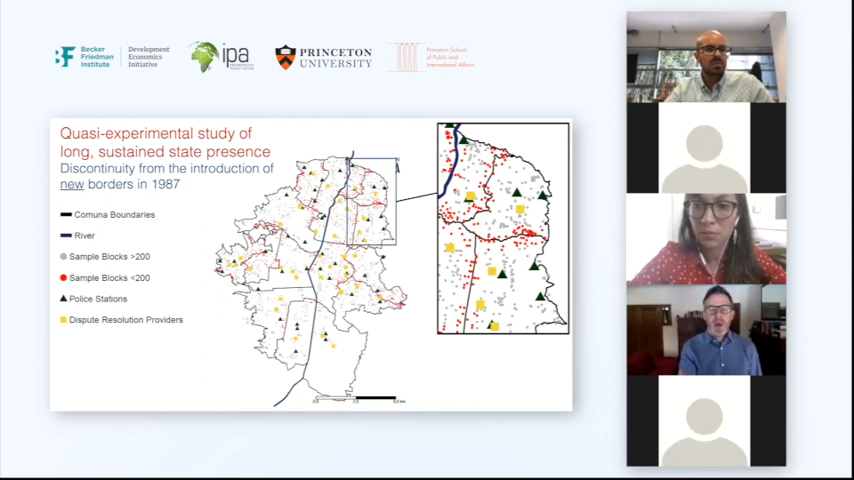 Becker
Friedman
Institute
Development
Economics
Initiative
ipa
PRINCETON
UNIVERSITY
Princeton School
of Public and
International Affairs
Quasi-experimental study of
long, sustained state presence
Discontinuity from the introduction of
new borders in 1987
Comuna Boundaries
River
Sample Blocks >200
Sample Blocks <200
Police Stations
Dispute Resolution Providers